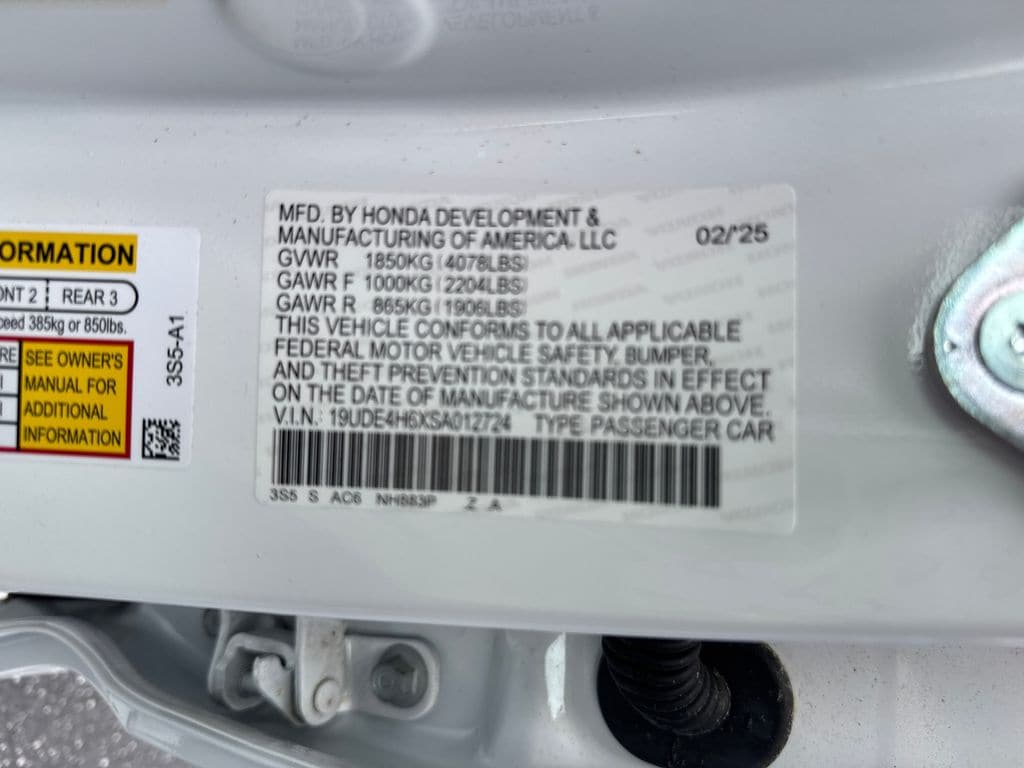 FORMATION
ONT 2 | REAR 3
ceed 385kg or 850lbs.
RE
SEE OWNER'S
MANUAL FOR
ADDITIONAL
INFORMATION
3S5-A1
MFD. BY HONDA DEVELOPMENT &
MANUFACTURING OF AMERICA, LLC 02/'25
GVWR 1850KG (4078LBS)
GAWR F 1000KG (2204LBS)
GAWR R 865KG (1906LBS)
THIS VEHICLE CONFORMS TO ALL APPLICABLE
FEDERAL MOTOR VEHICLE SAFETY, BUMPER,
AND THEFT PREVENTION STANDARDS IN EFFECT
ON THE DATE OF MANUFACTURE SHOWN ABOVE.
V.I.N.: 19UDE4H6XSA012724 TYPE PASSENGER CAR
3S5 S AC6 NH883P Z A